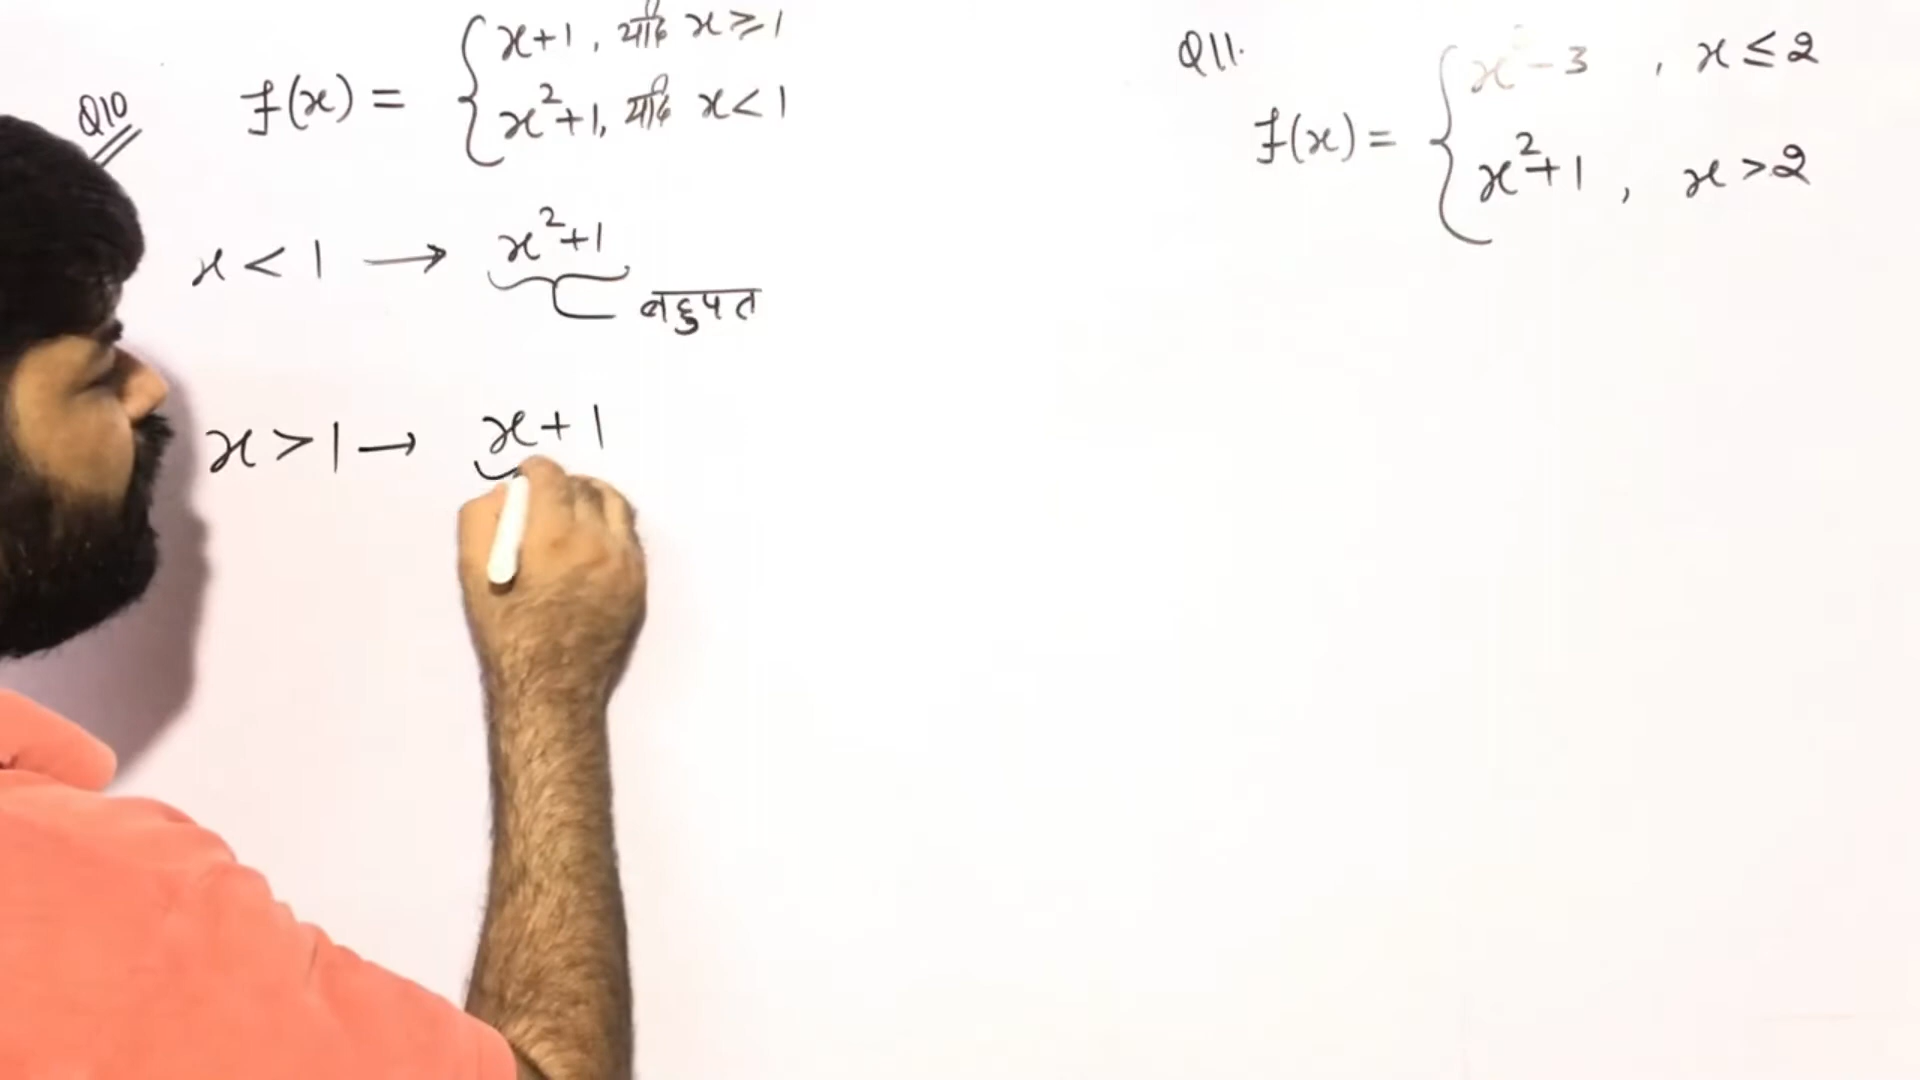 Q10
f(x) = { x+1, यदि x ≥ 1
x²+1, यदि x < 1
x < 1 → x²+1
बहुपत
x > 1 → x + 1
Q11.
f(x) = { x³ - 3 , x ≤ 2
x²+1 , x > 2